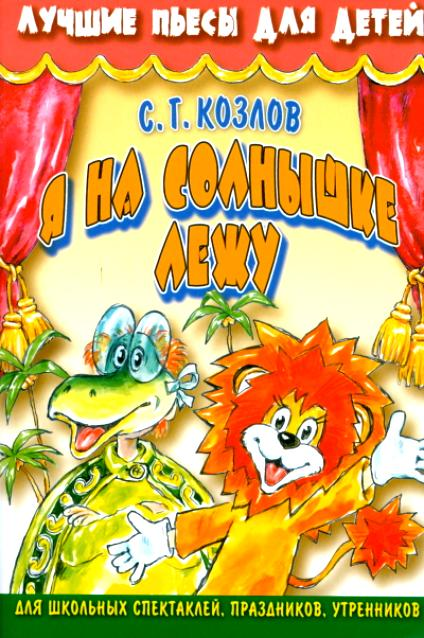 ЛУЧШИЕ ПЬЕСЫ ДЛЯ ДЕТЕЙ
С. Г. КОЗЛОВ
Я НА СОЛНЫШКЕ
ЛЕЖУ
ДЛЯ ШКОЛЬНЫХ СПЕКТАКЛЕЙ, ПРАЗДНИКОВ, УТРЕННИКОВ